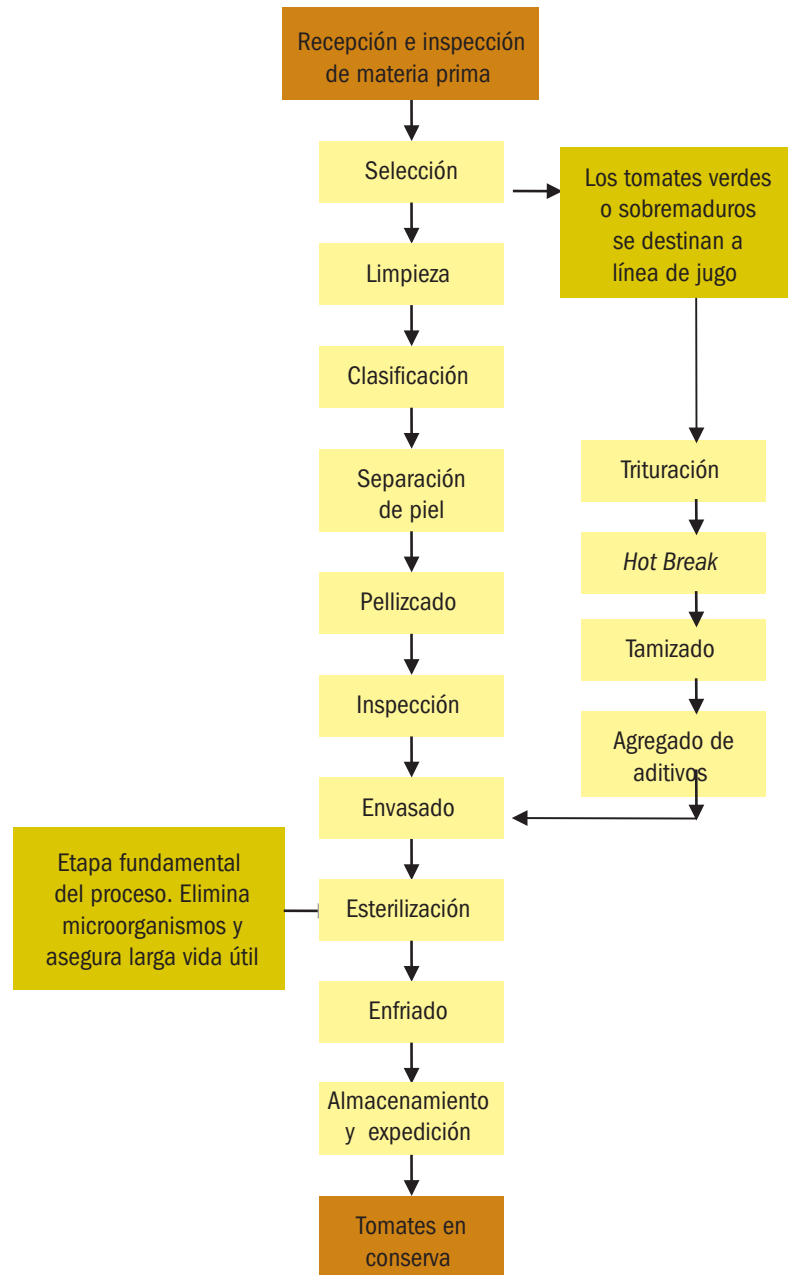 Recepción e inspección
de materia prima
Selección
Los tomates verdes
o sobremaduros
se destinan a
línea de jugo
Limpieza
Clasificación
Separación
de piel
Pellizcado
Inspección
Trituración
Hot Break
Tamizado
Agregado de
aditivos
Envasado
Etapa fundamental
del proceso. Elimina
microorganismos y
asegura larga vida útil
Esterilización
Enfriado
Almacenamiento
y expedición
Tomates en
conserva